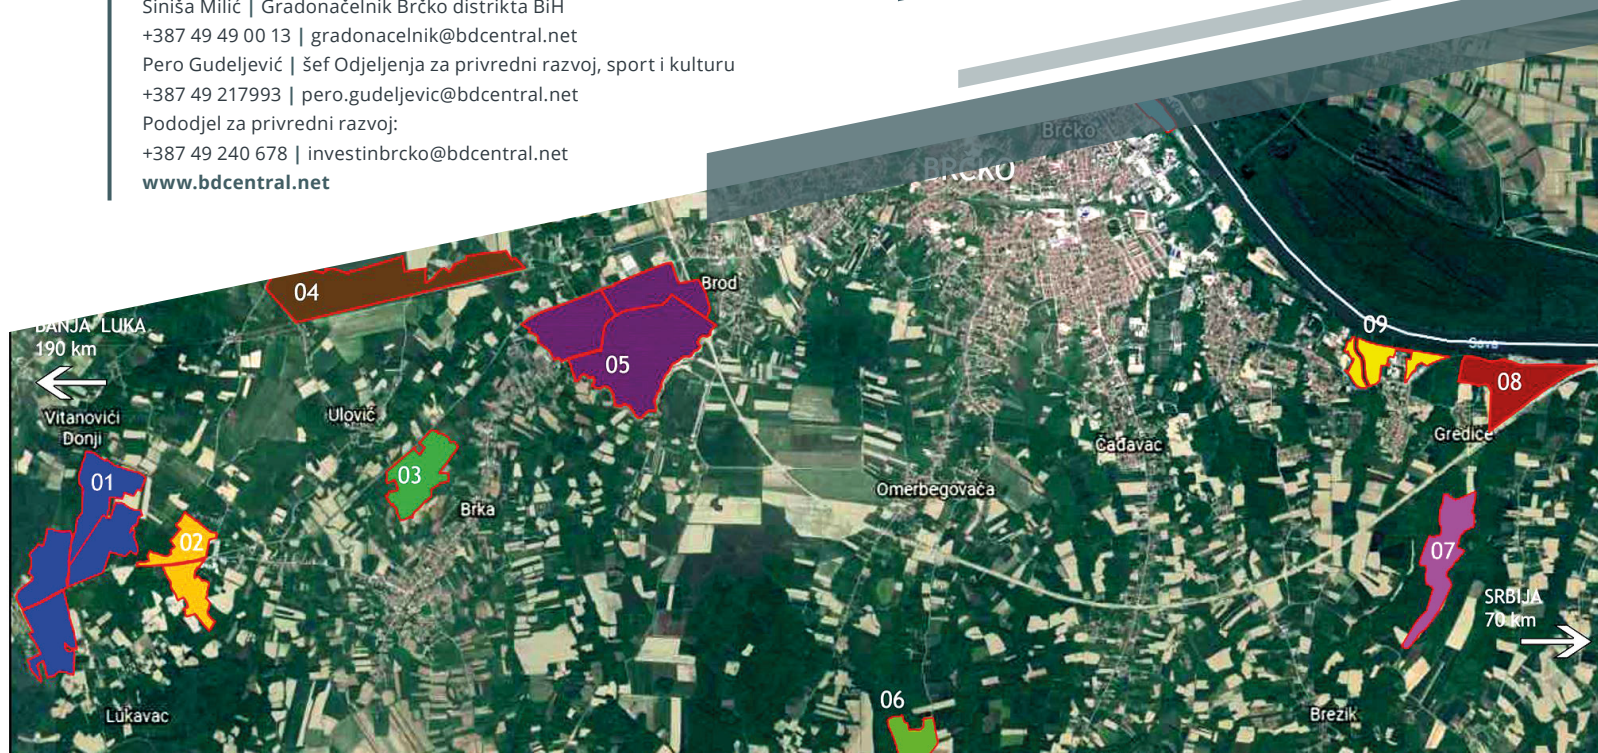 Siniša Milić | Gradonačelnik Brčko distrikta BiH
+387 49 49 00 13 | gradonacelnik@bdcentral.net
Pero Gudeljević | šef Odjeljenja za privredni razvoj, sport i kulturu
+387 49 217993 | pero.gudeljevic@bdcentral.net
Pododjel za privredni razvoj:
+387 49 240 678 | investinbrcko@bdcentral.net
www.bdcentral.net
Brčko
BRČKO
04
Brod
BANJA LUKA
190 km
05
09
Sava
08
Vitanovići
Donji
Ulović
Gredice
Čađavac
01
03
Omerbegovača
Brka
02
07
SRBIJA
70 km
06
Lukavac
Brezik